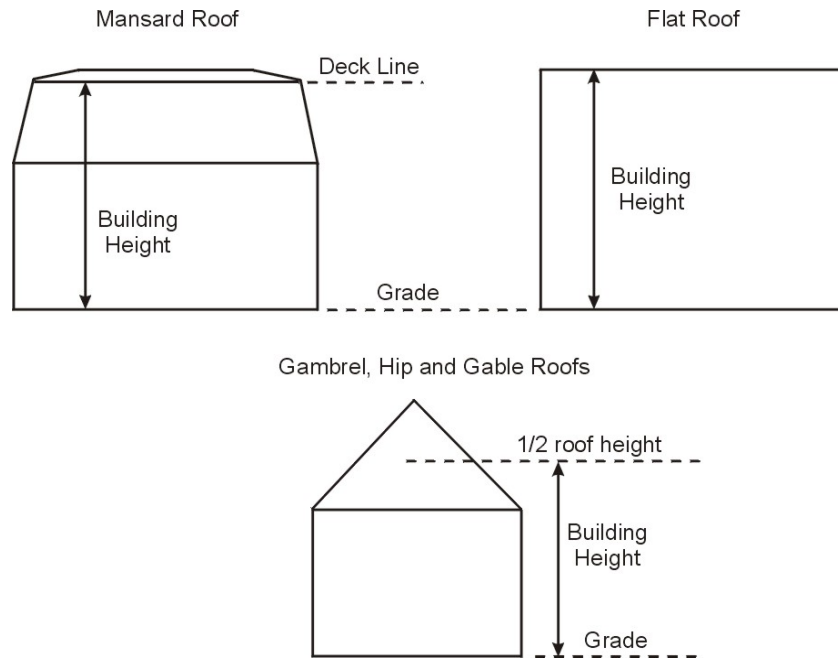 Mansard Roof
Flat Roof
Deck Line
Building
Height
Building
Height
Grade
Gambrel, Hip and Gable Roofs
1/2 roof height
Building
Height
Grade